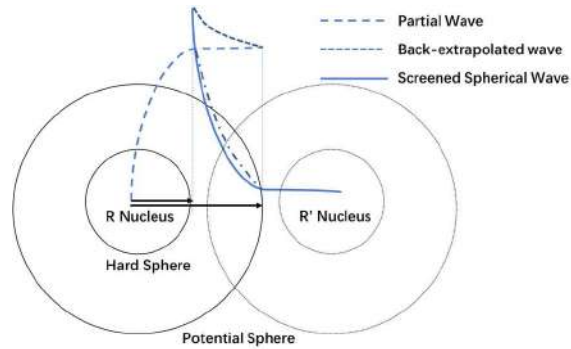 Partial Wave
Back-extrapolated wave
Screened Spherical Wave
R Nucleus
R' Nucleus
Hard Sphere
Potential Sphere